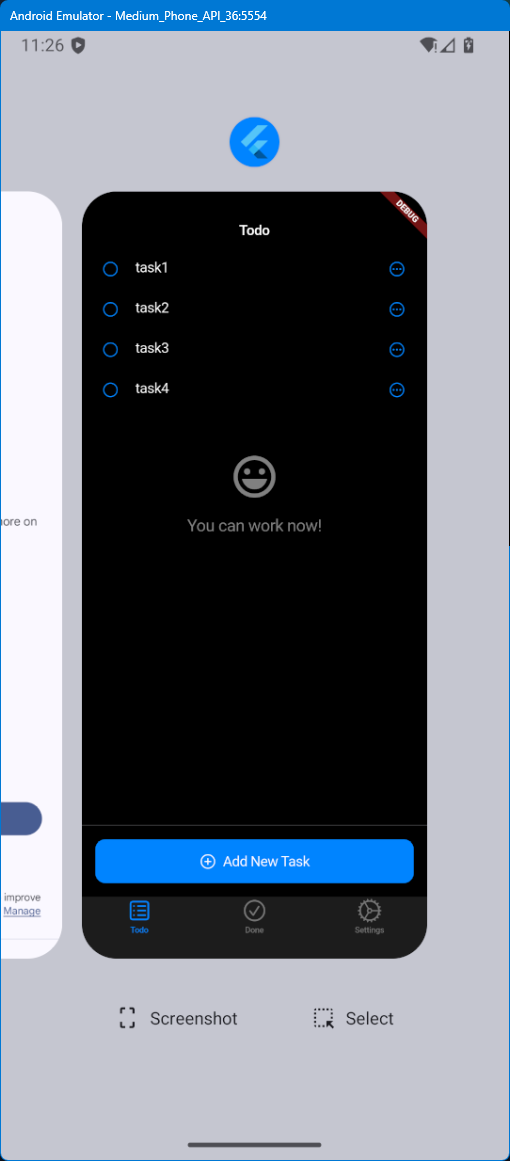 Android Emulator - Medium_Phone_API_36:5554
11:26
DEBUG
Todo
task1
task2
task3
task4
more on
You can work now!
Add New Task
improve
Manage
Todo Done Settings
Screenshot Select